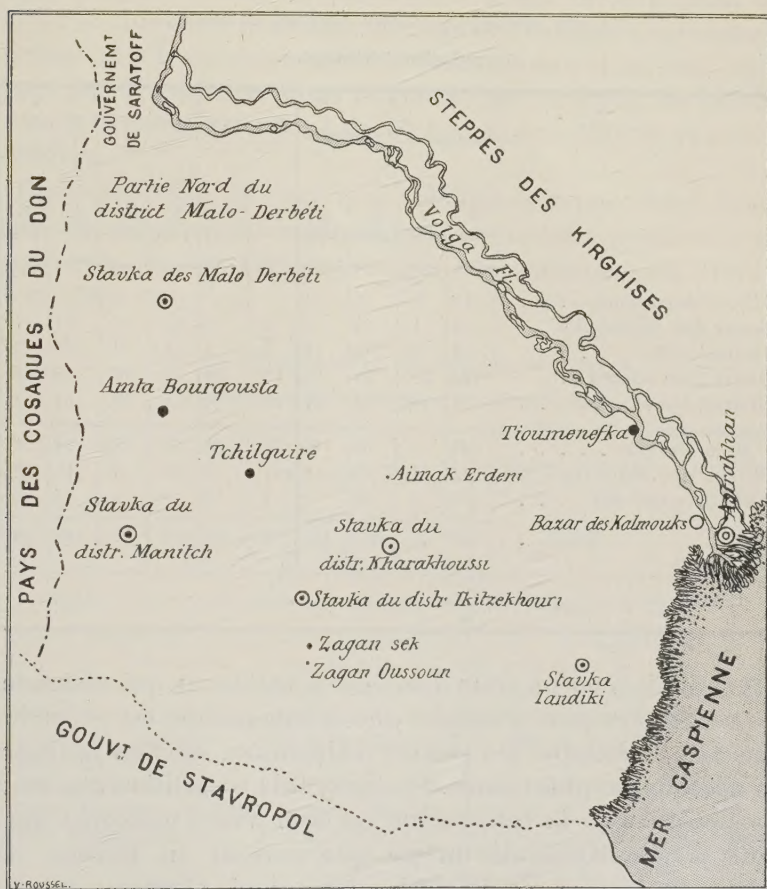 GOUVERNEMT
DE SARATOFF
STEPPES DES KIRGHISES
Partie Nord du
district Malo-Derbéti
PAYS DES COSAQUES DU DON
Volga Fl.
Stavka des Malo Derbéti
Amta Bourgousta
Tchilguire
Tioumenefka
Aimak Erdeni
Astrakhan
Stavka du
distr. Manitch
Stavka du
distr. Kharakhoussi
Bazar des Kalmouks
Stavka du distr Ikitzekhouri
Zagan sek
Zagan Oussoun
Stavka
Iandiki
GOUVT DE STAVROPOL
MER CASPIENNE
V-ROUSSEL.